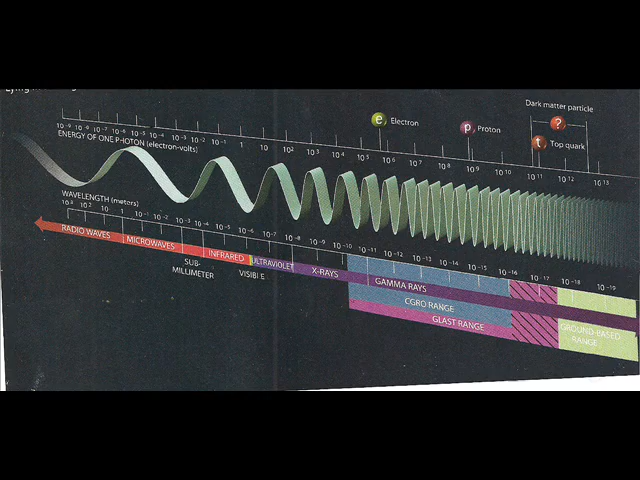 Dark matter particle
e Electron
p Proton
?
t Top quark
10⁻⁹ 10⁻⁸ 10⁻⁷ 10⁻⁶ 10⁻⁵ 10⁻⁴ 10⁻³ 10⁻² 10⁻¹ 1 10 10² 10³ 10⁴ 10⁵ 10⁶ 10⁷ 10⁸ 10⁹ 10¹⁰ 10¹¹ 10¹² 10¹³
ENERGY OF ONE PHOTON (electron-volts)
WAVELENGTH (meters)
10³ 10² 10 1 10⁻¹ 10⁻² 10⁻³ 10⁻⁴ 10⁻⁵ 10⁻⁶ 10⁻⁷ 10⁻⁸ 10⁻⁹ 10⁻¹⁰ 10⁻¹¹ 10⁻¹² 10⁻¹³ 10⁻¹⁴ 10⁻¹⁵ 10⁻¹⁶ 10⁻¹⁷ 10⁻¹⁸ 10⁻¹⁹
RADIO WAVES MICROWAVES INFRARED ULTRAVIOLET X-RAYS GAMMA RAYS
SUB-
MILLIMETER
VISIBLE
CGRO RANGE
GLAST RANGE
GROUND-BASED
RANGE